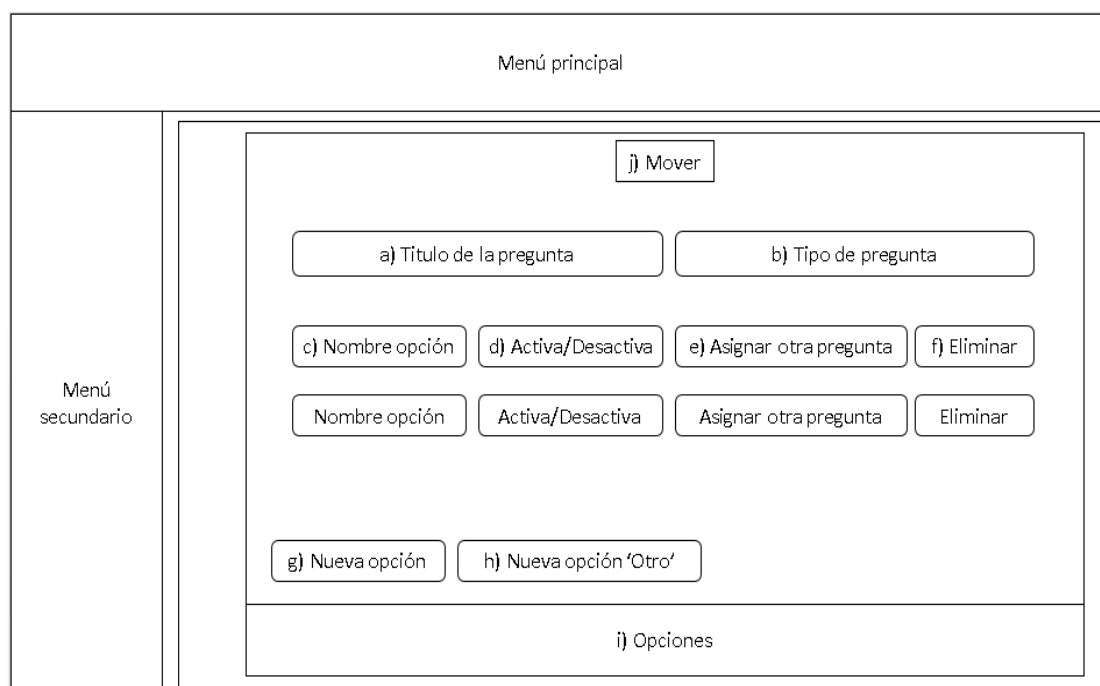 Menú principal
j) Mover
a) Titulo de la pregunta
b) Tipo de pregunta
c) Nombre opción
d) Activa/Desactiva
e) Asignar otra pregunta
f) Eliminar
Menú
secundario
Nombre opción
Activa/Desactiva
Asignar otra pregunta
Eliminar
g) Nueva opción
h) Nueva opción ‘Otro’
i) Opciones